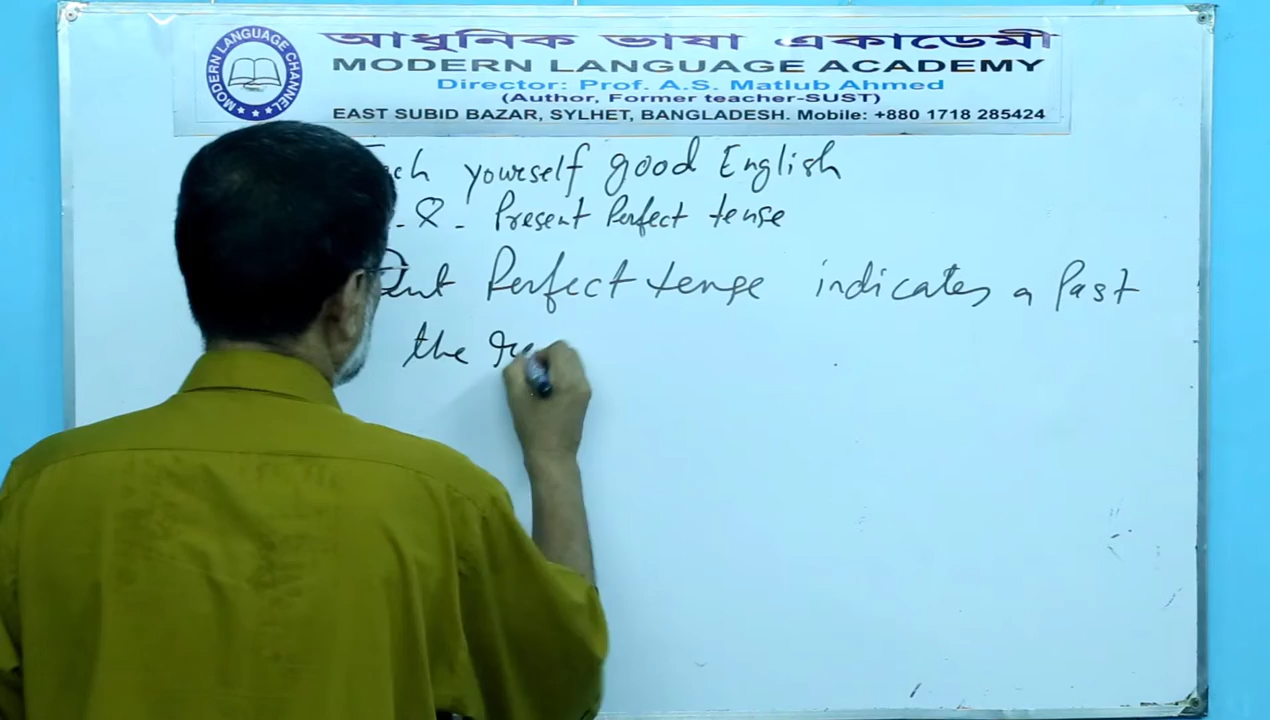 MODERN LANGUAGE CHANNEL
আধুনিক ভাষা একাডেমী
MODERN LANGUAGE ACADEMY
Director: Prof. A.S. Matlub Ahmed
(Author, Former teacher-SUST)
EAST SUBID BAZAR, SYLHET, BANGLADESH. Mobile: +880 1718 285424
yourself good English
Present Perfect tense
Perfect tense indicates a Past
the